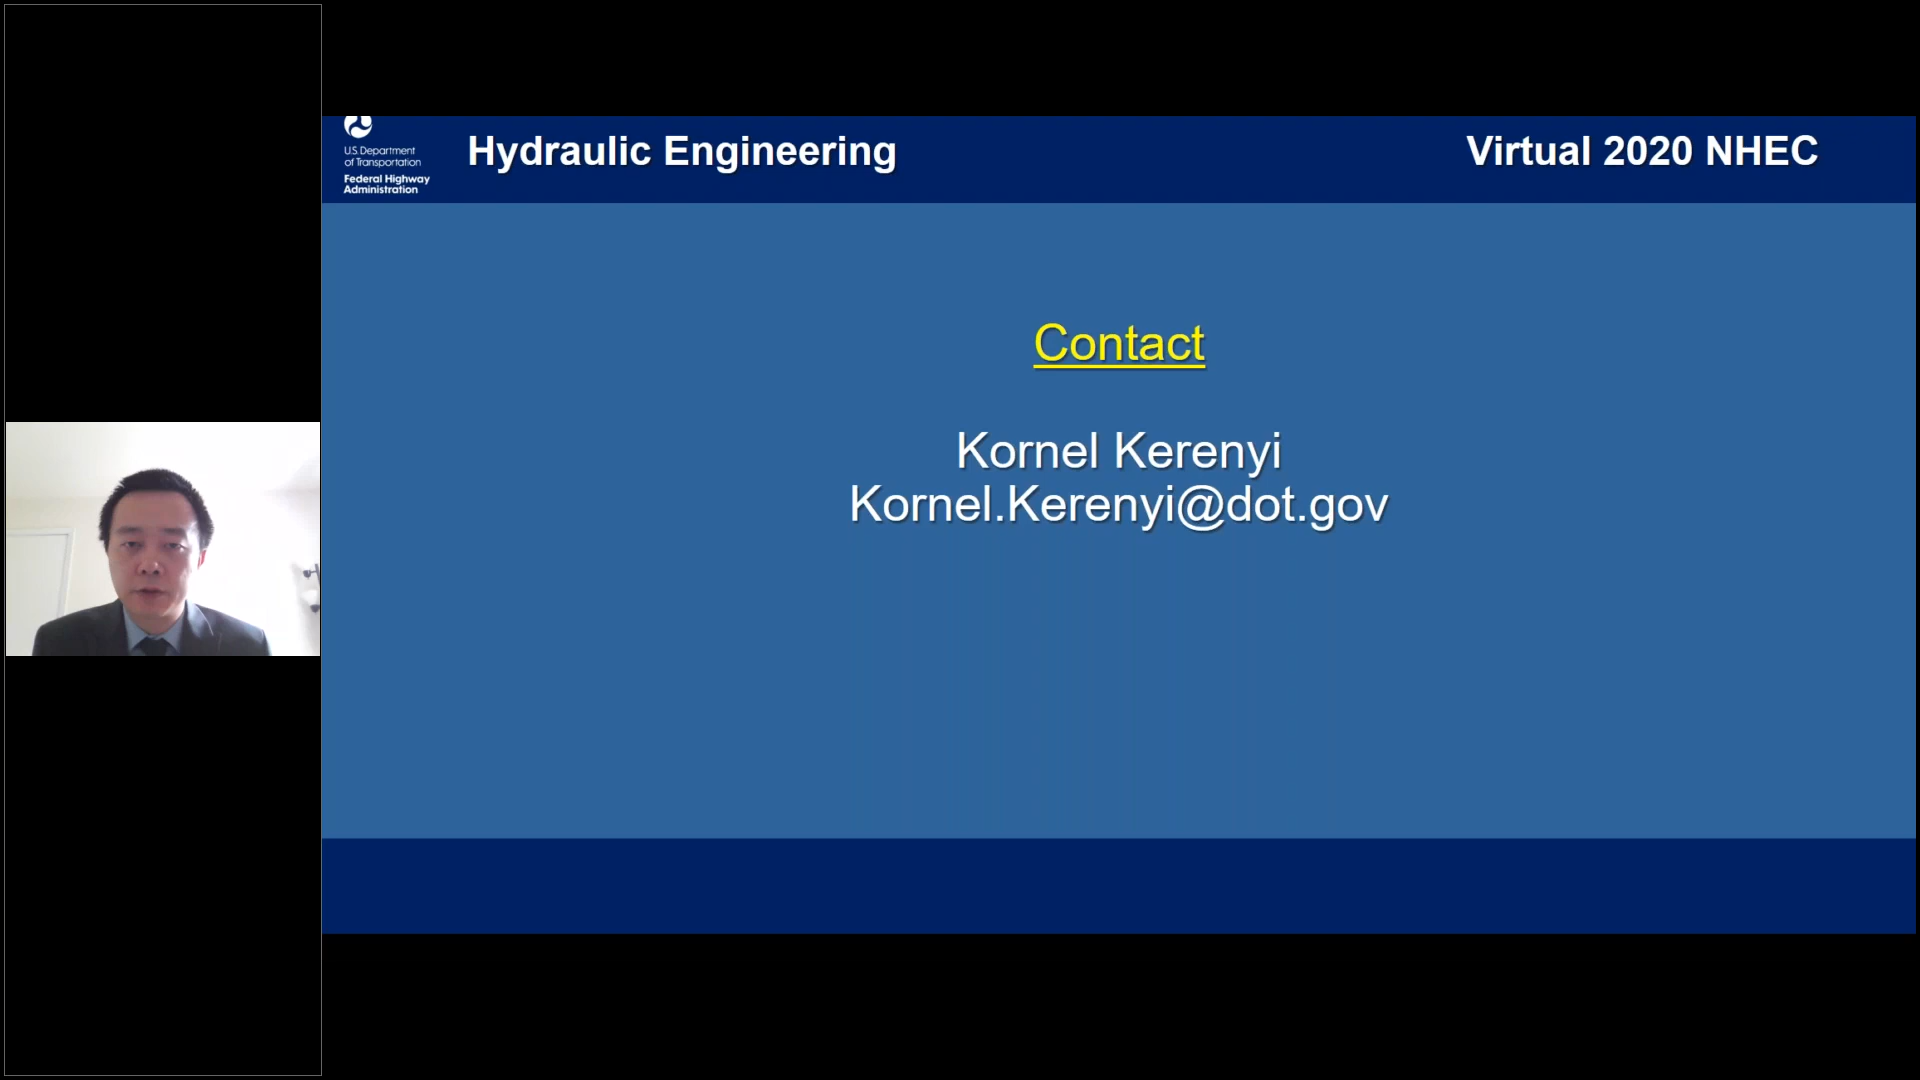 U.S. Department
of Transportation
Federal Highway
Administration
Hydraulic Engineering
Virtual 2020 NHEC
Contact
Kornel Kerenyi
Kornel.Kerenyi@dot.gov